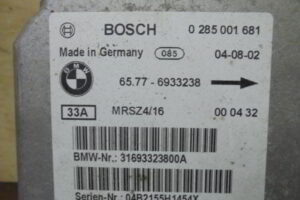 BOSCH 0 285 001 681
Made in Germany 085 04-08-02
BMW 65.77 - 6933238
33A MRSZ4/16 00 04 32
BMW-Nr.: 31693323800A
Serien-Nr.: 04B2155H1454X